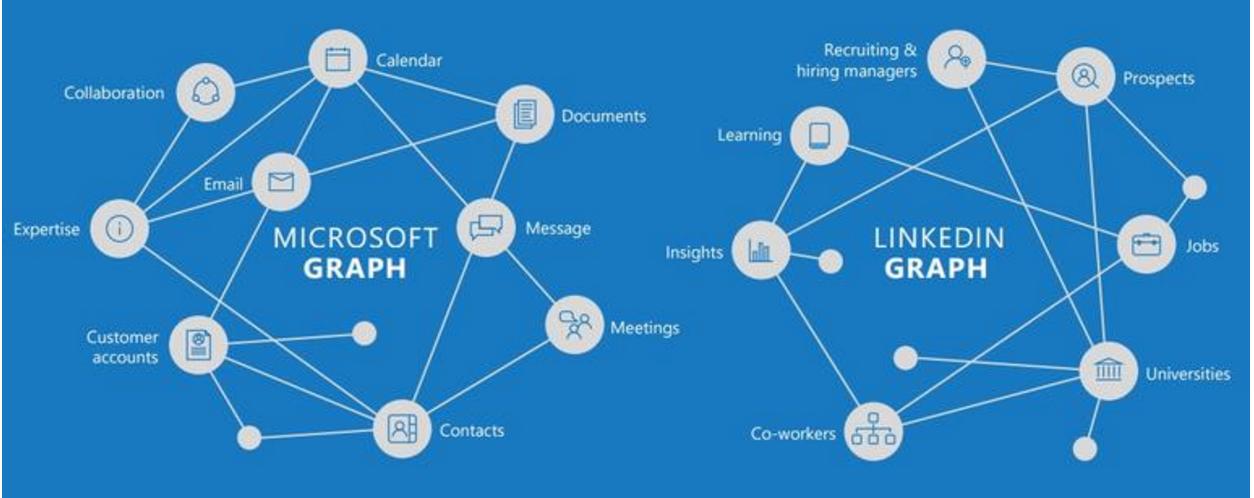 Calendar
Collaboration
Documents
Email
Expertise
MICROSOFT
GRAPH
Message
Customer
accounts
Meetings
Contacts
Recruiting &
hiring managers
Prospects
Learning
Insights
LINKEDIN
GRAPH
Jobs
Universities
Co-workers